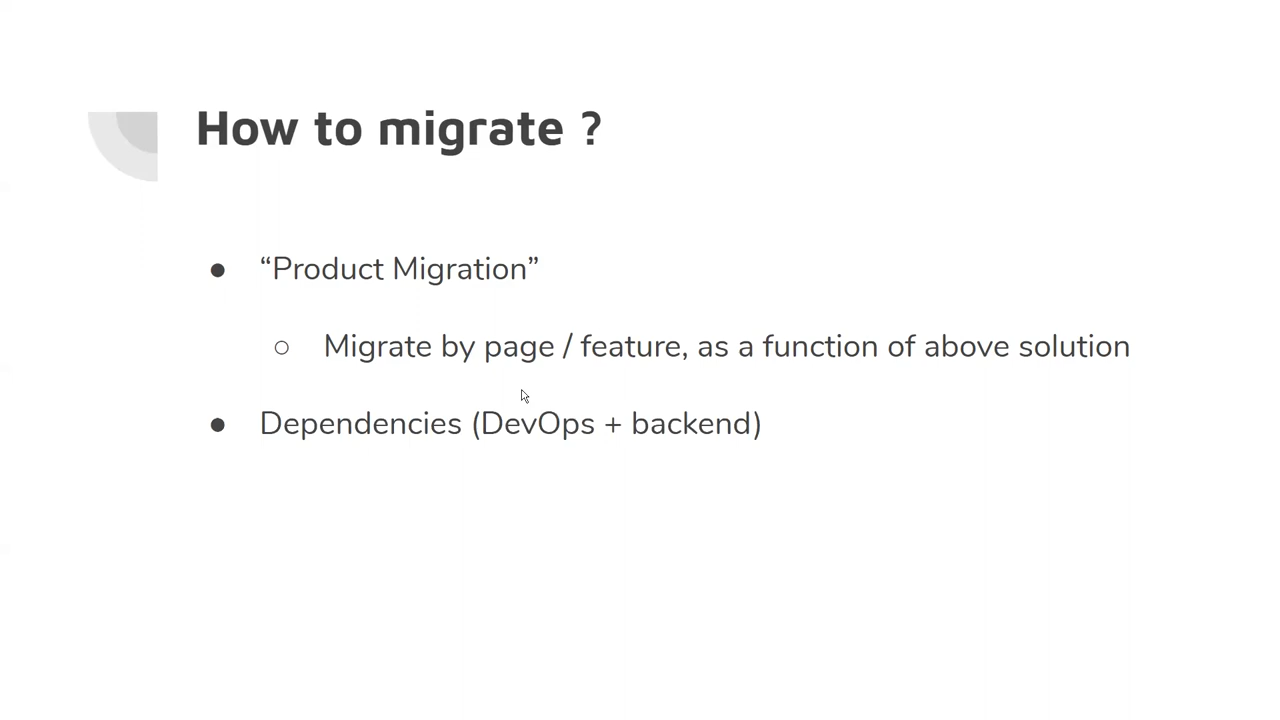 How to migrate ?
● “Product Migration”
○ Migrate by page / feature, as a function of above solution
● Dependencies (DevOps + backend)